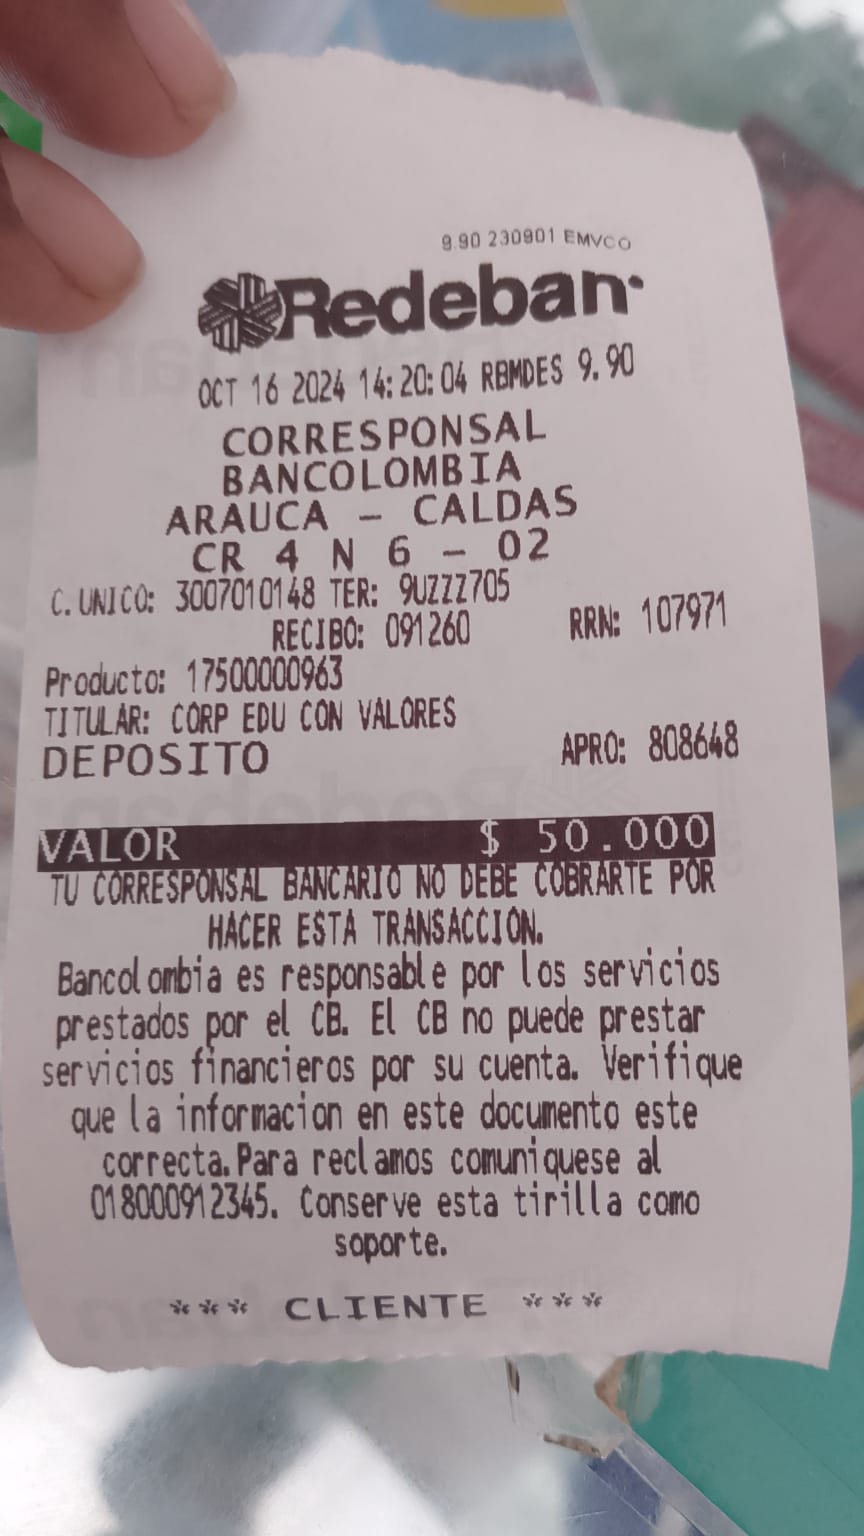 9.90 230901 EMVCO
Redeban
OCT 16 2024 14:20:04 RBMDES 9.90
CORRESPONSAL
BANCOLOMBIA
ARAUCA - CALDAS
CR 4 N 6 - 02
C.UNICO: 3007010148 TER: 9UZZZ705
RECIBO: 091260 RRN: 107971
Producto: 17500000963
TITULAR: CORP EDU CON VALORES
DEPOSITO APRO: 808648
VALOR $ 50.000
TU CORRESPONSAL BANCARIO NO DEBE COBRARTE POR
HACER ESTA TRANSACCION.
Bancolombia es responsable por los servicios
prestados por el CB. El CB no puede prestar
servicios financieros por su cuenta. Verifique
que la informacion en este documento este
correcta.Para reclamos comuniquese al
018000912345. Conserve esta tirilla como
soporte.
*** CLIENTE ***